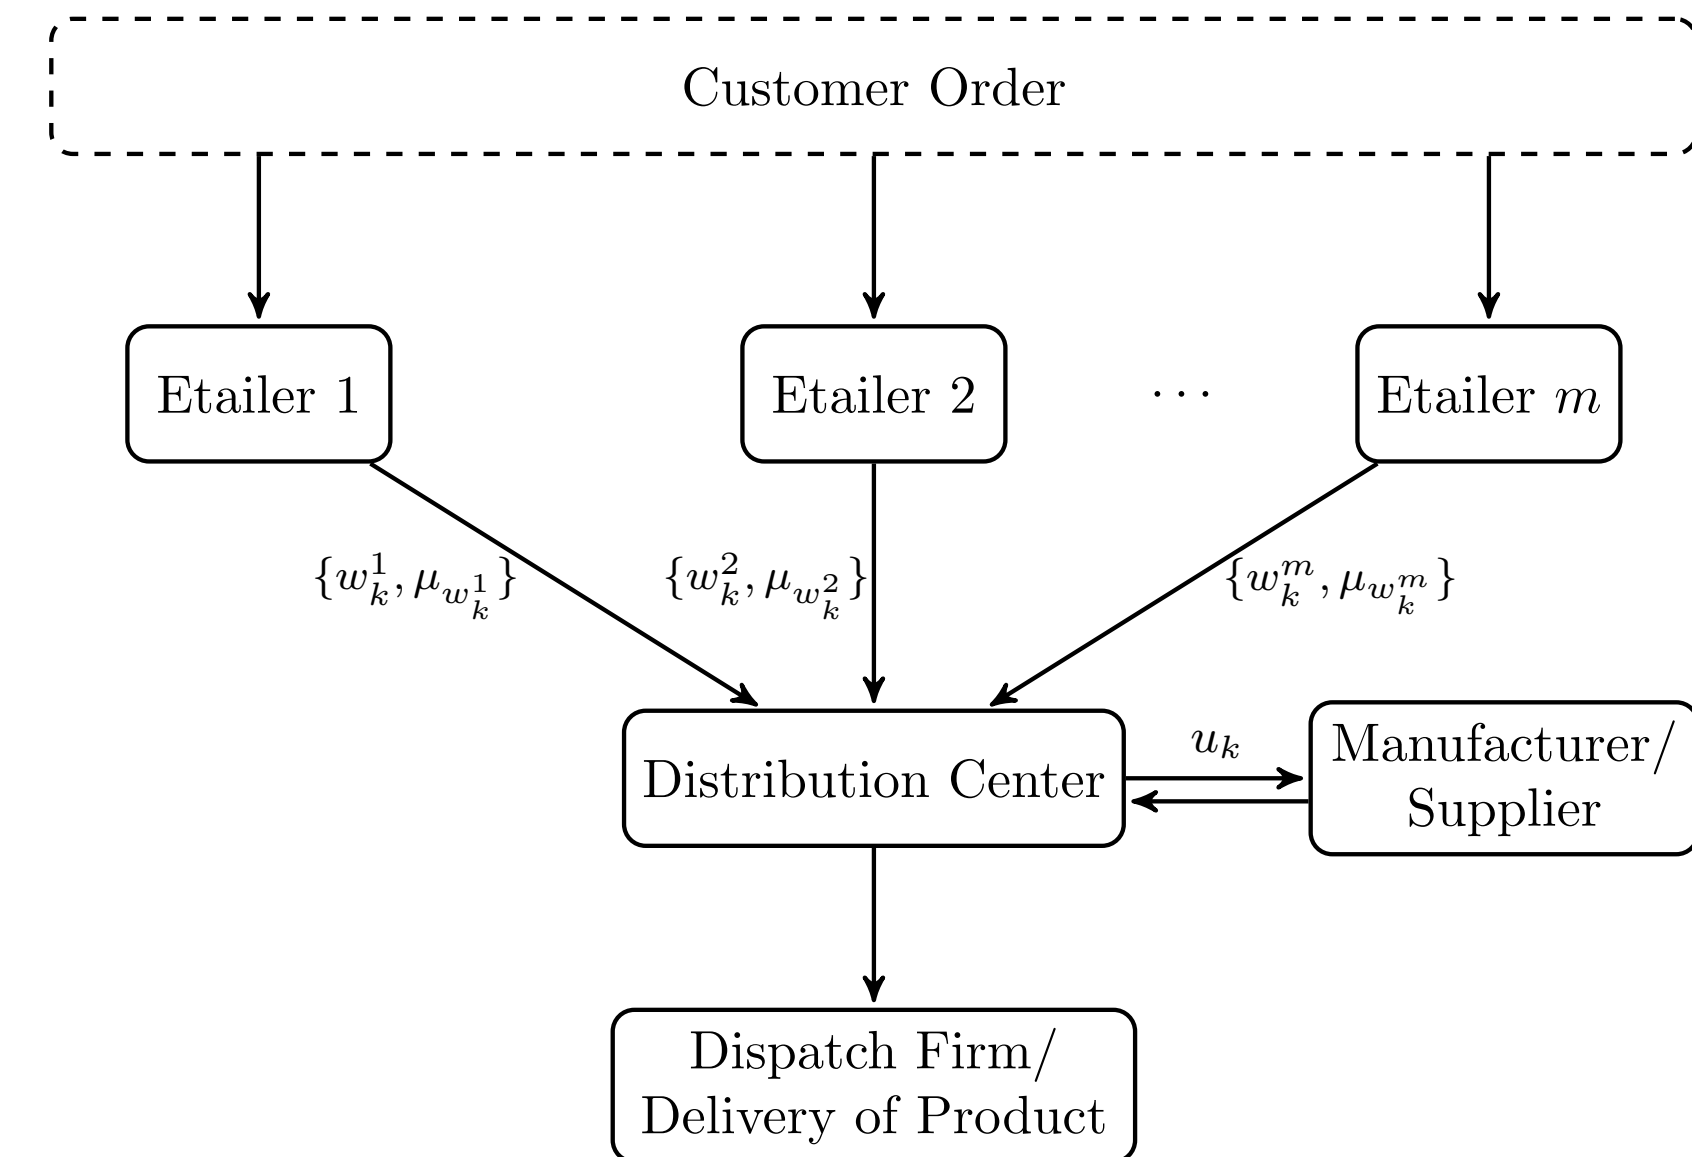 Customer Order
Etailer 1
Etailer 2
· · ·
Etailer m
{w_k^1, μ_{w_k^1}}
{w_k^2, μ_{w_k^2}}
{w_k^m, μ_{w_k^m}}
Distribution Center
u_k
Manufacturer/
Supplier
Dispatch Firm/
Delivery of Product